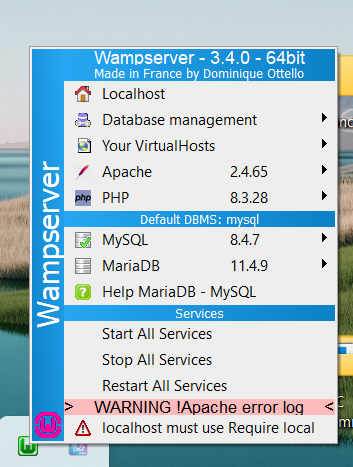 Wampserver - 3.4.0 - 64bit
Made in France by Dominique Ottello
Wampserver
Localhost
Database management
Your VirtualHosts
Apache 2.4.65
php PHP 8.3.28
Default DBMS: mysql
MySQL 8.4.7
MariaDB 11.4.9
Help MariaDB - MySQL
Services
Start All Services
Stop All Services
Restart All Services
> WARNING !Apache error log <
localhost must use Require local